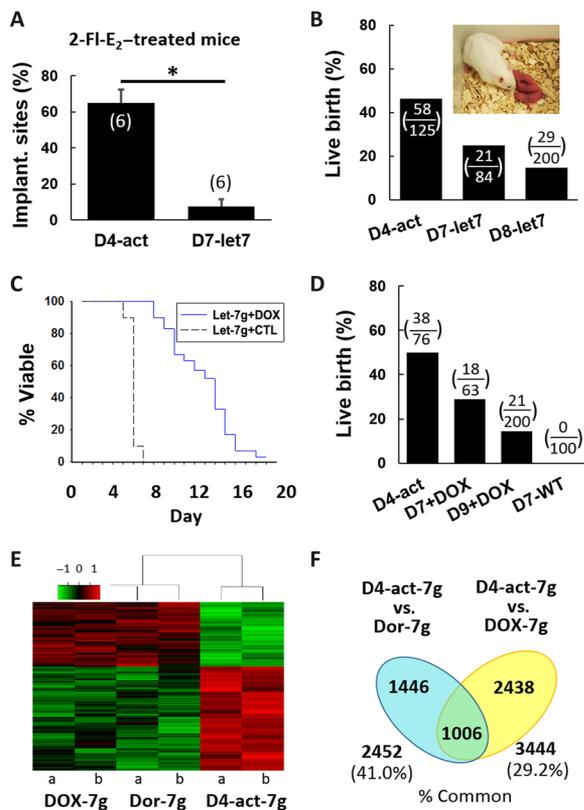 A
2-Fl-E2–treated mice
Implant. sites (%)
80
60
40
20
0
*
(6)
(6)
D4-act
D7-let7
B
Live birth (%)
80
60
40
20
0
(58/125)
(21/84)
(29/200)
D4-act
D7-let7
D8-let7
C
% Viable
100
80
60
40
20
0
Let-7g+DOX
Let-7g+CTL
0 4 8 12 16 20
Day
D
Live birth (%)
80
60
40
20
0
(38/76)
(18/63)
(21/200)
(0/100)
D4-act
D7+DOX
D9+DOX
D7-WT
E
–1 0 1
a b a b a b
DOX-7g Dor-7g D4-act-7g
F
D4-act-7g
vs.
Dor-7g
D4-act-7g
vs.
DOX-7g
1446
2438
1006
2452
(41.0%)
3444
(29.2%)
% Common